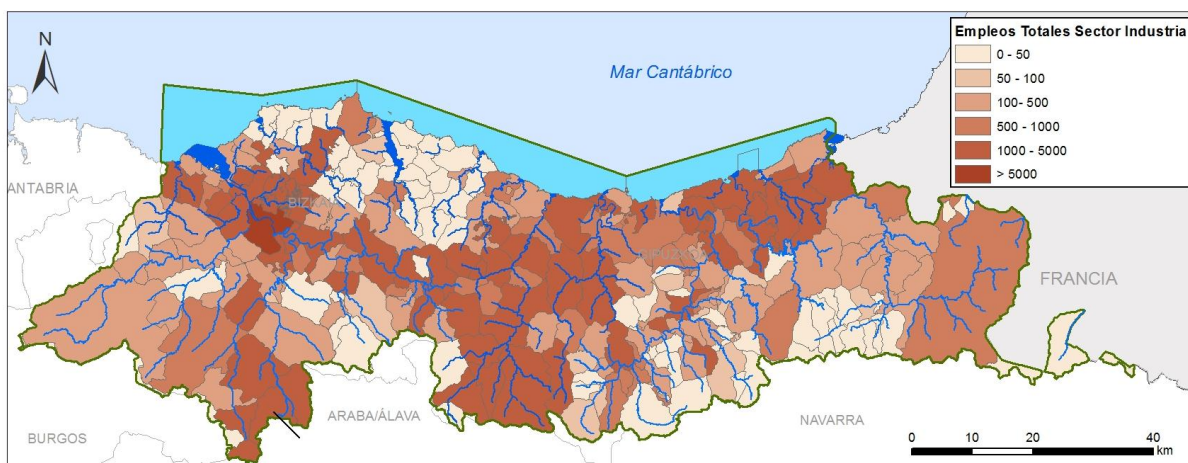 N
Mar Cantábrico
Empleos Totales Sector Industria
0 - 50
50 - 100
100- 500
500 - 1000
1000 - 5000
> 5000
ANTABRIA
BIZKAIA
GIPUZKOA
FRANCIA
ARABA/ÁLAVA
NAVARRA
BURGOS
0 10 20 40
km